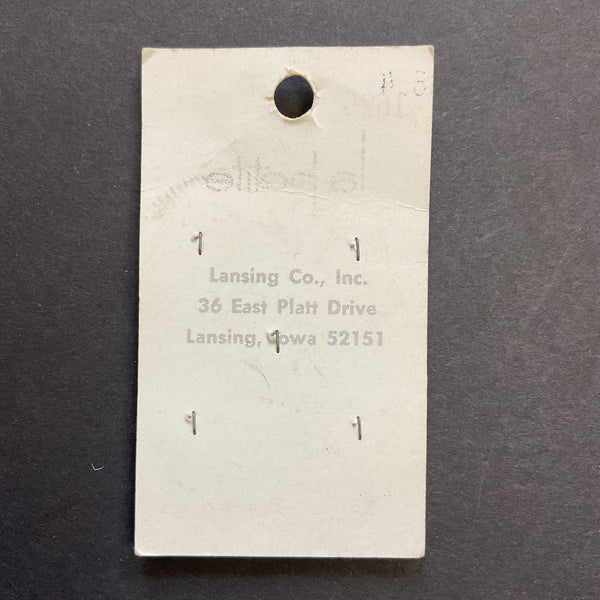 Lansing Co., Inc.
36 East Platt Drive
Lansing, Iowa 52151